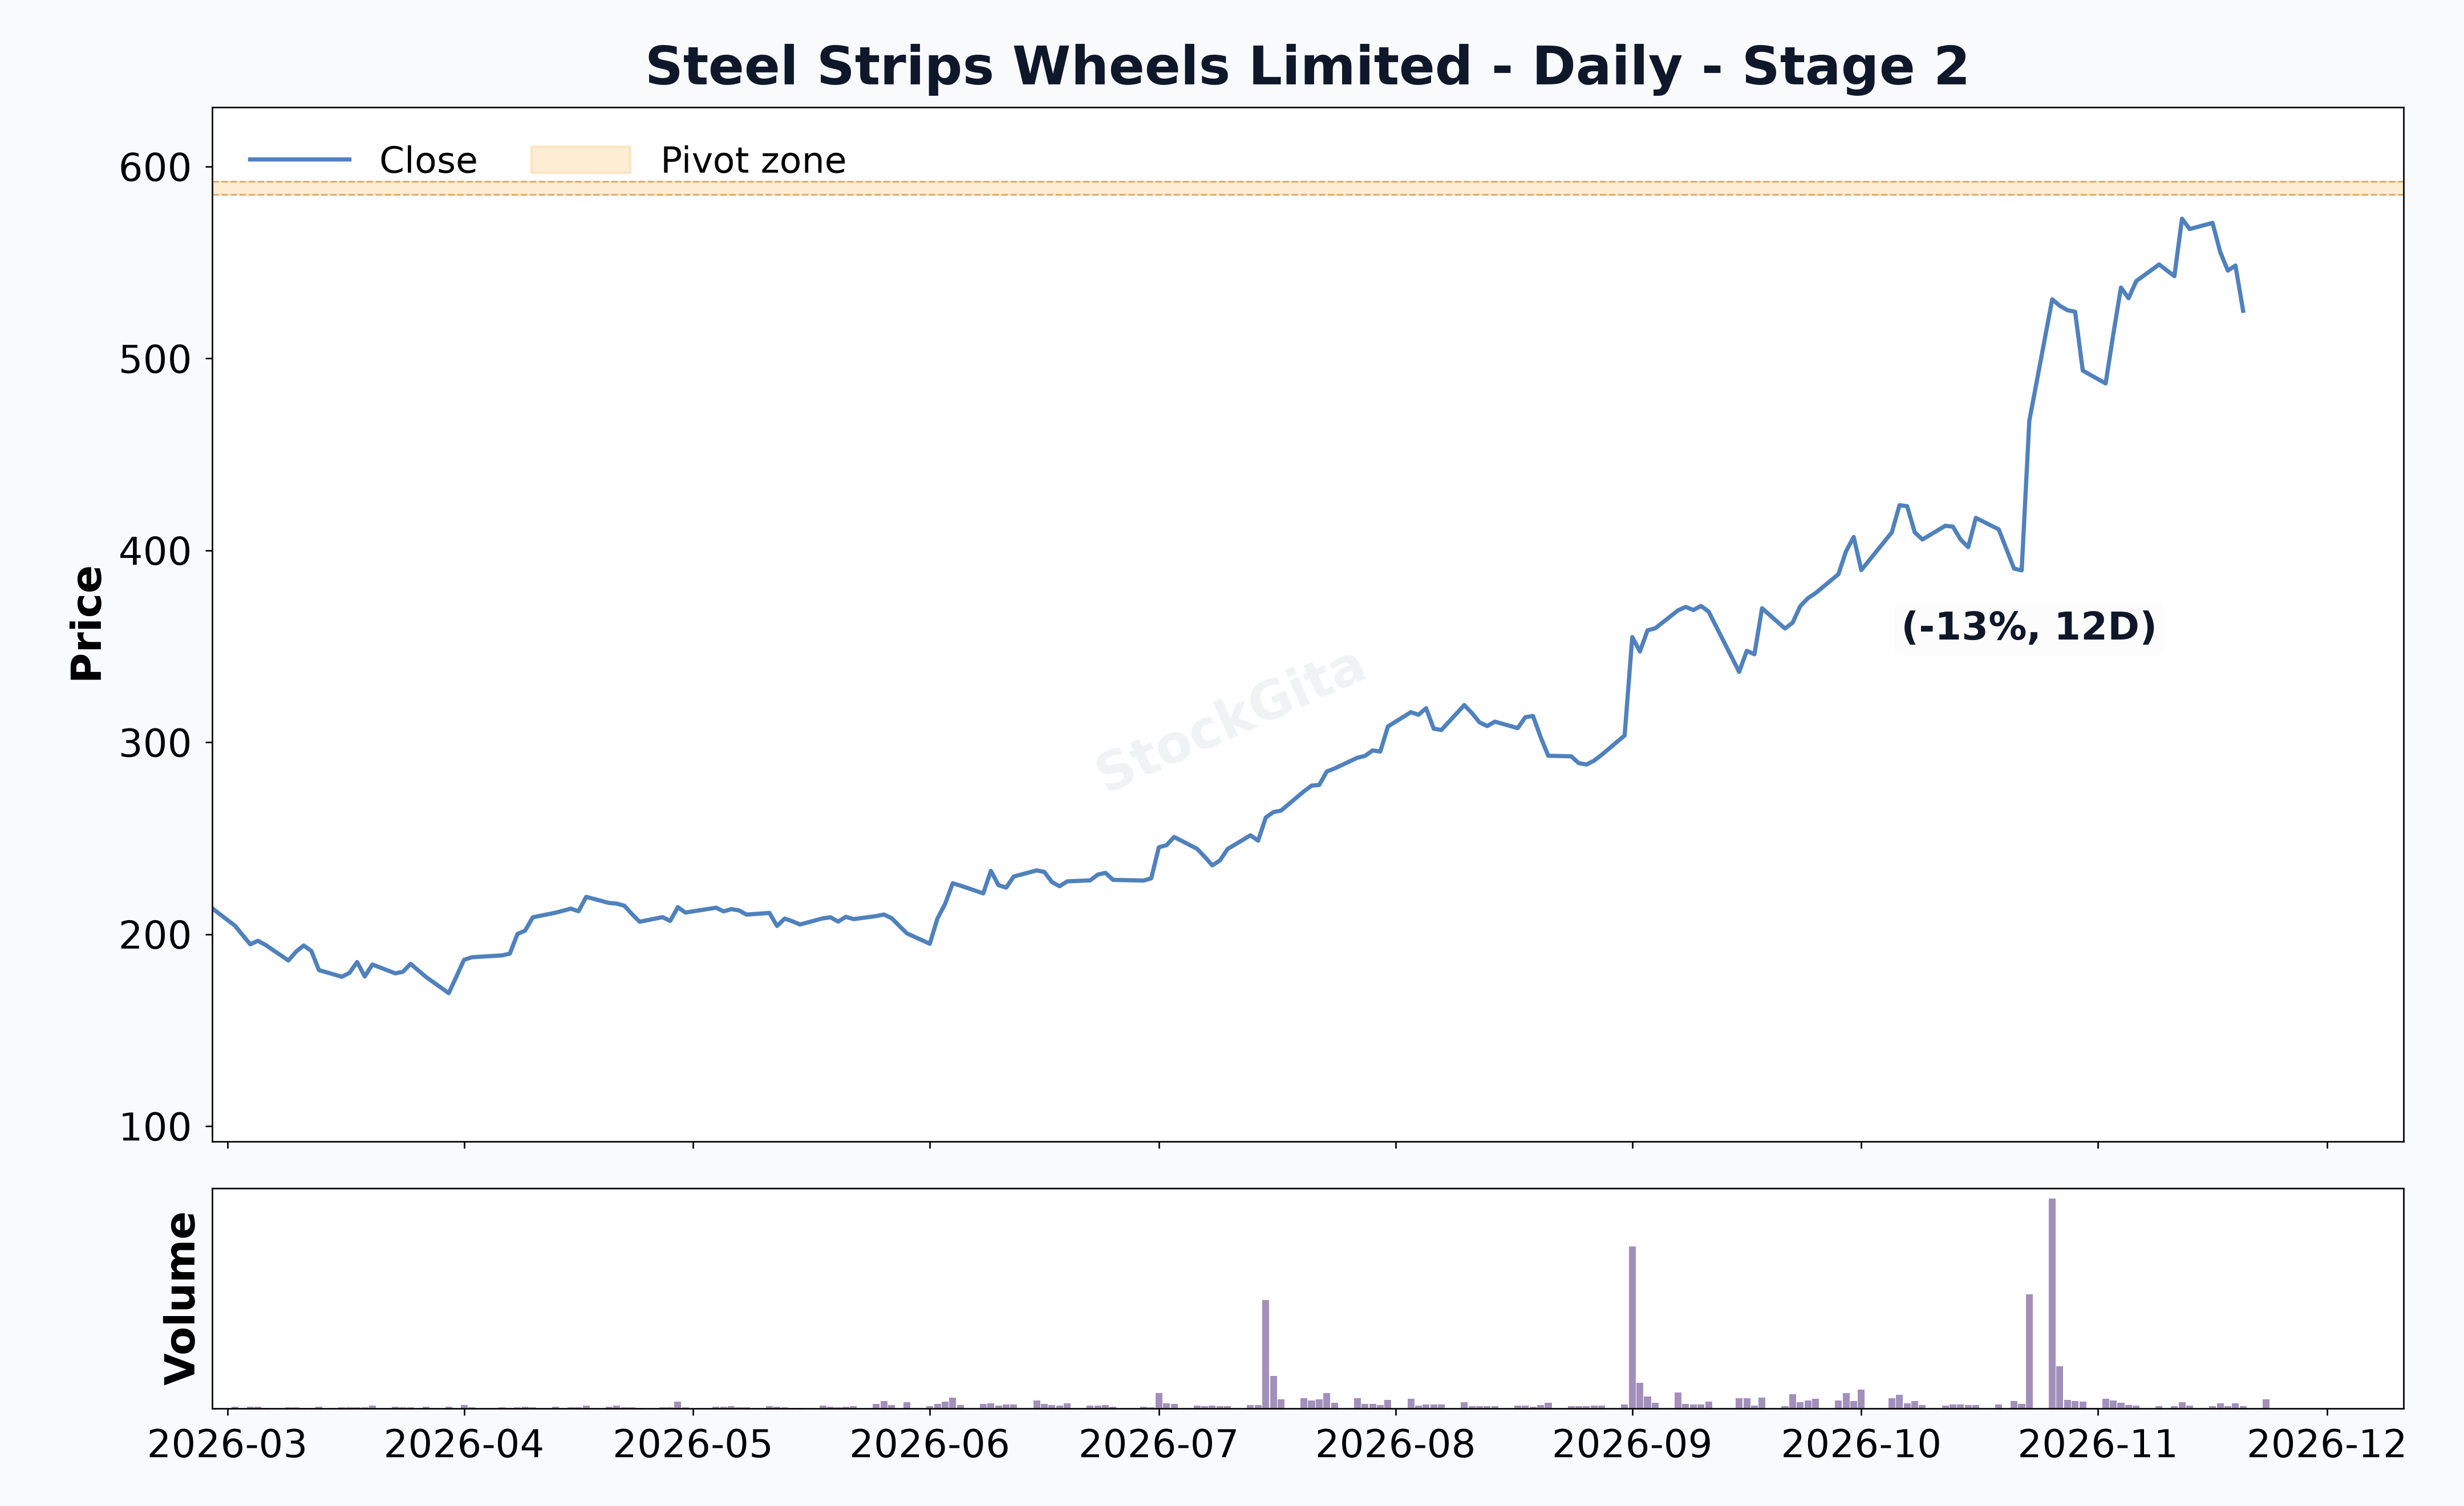 Steel Strips Wheels Limited - Daily - Stage 2
Close
Pivot zone
600
500
400
300
200
100
Price
(-13%, 12D)
StockGita
Volume
2026-03
2026-04
2026-05
2026-06
2026-07
2026-08
2026-09
2026-10
2026-11
2026-12